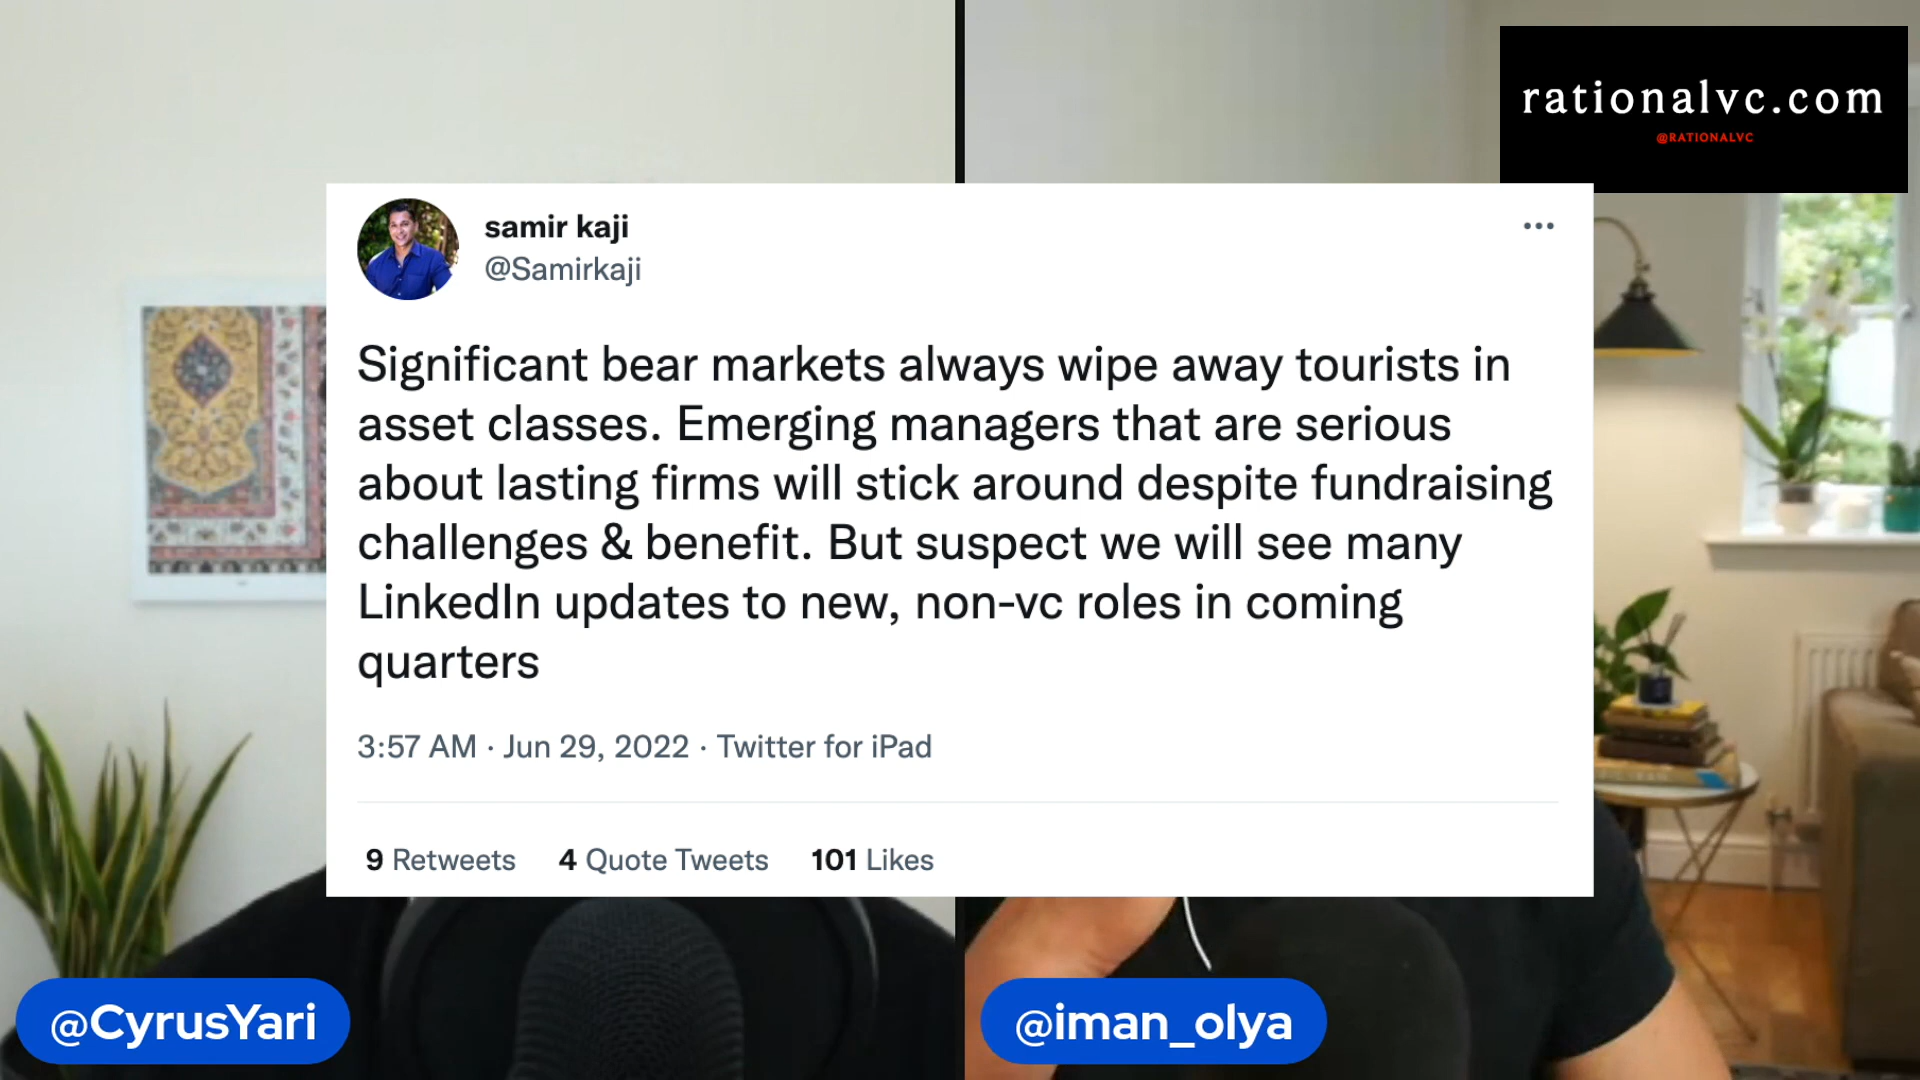 rationalvc.com
@RATIONALVC
samir kaji
@Samirkaji
Significant bear markets always wipe away tourists in
asset classes. Emerging managers that are serious
about lasting firms will stick around despite fundraising
challenges & benefit. But suspect we will see many
LinkedIn updates to new, non-vc roles in coming
quarters
3:57 AM · Jun 29, 2022 · Twitter for iPad
9 Retweets 4 Quote Tweets 101 Likes
@CyrusYari
@iman_olya